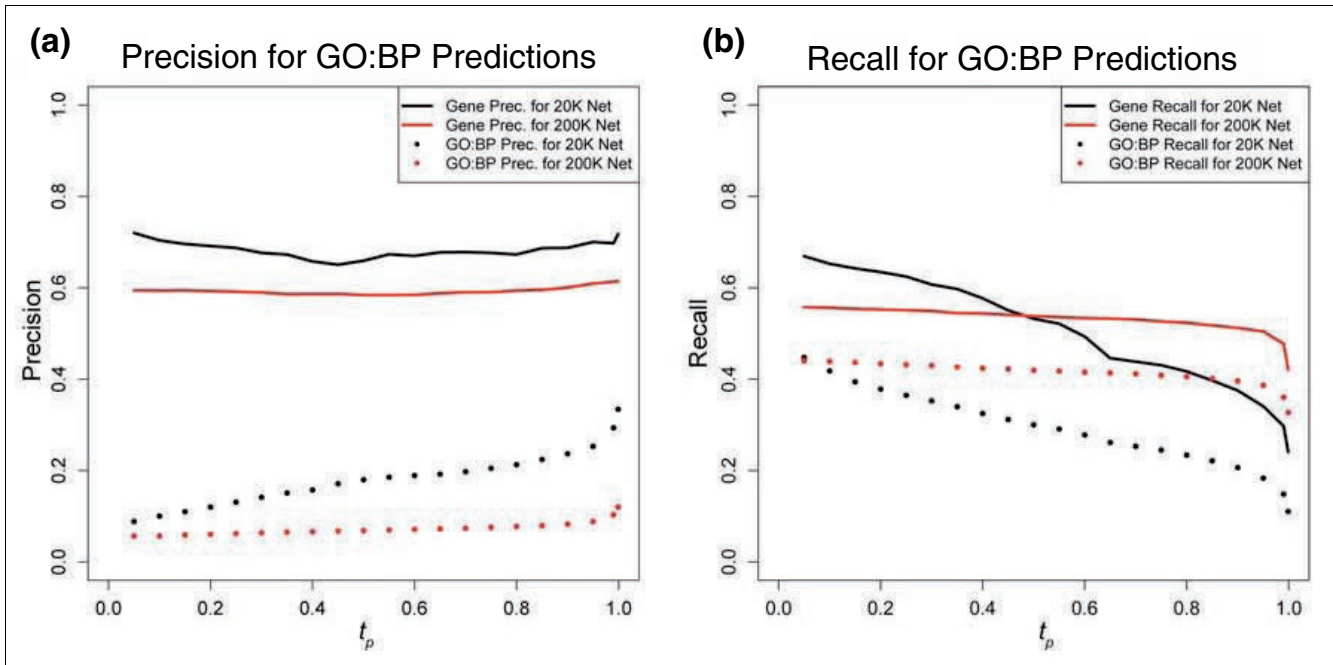 (a) Precision for GO:BP Predictions
Gene Prec. for 20K Net
Gene Prec. for 200K Net
GO:BP Prec. for 20K Net
GO:BP Prec. for 200K Net
Precision
1.0
0.8
0.6
0.4
0.2
0.0
0.0 0.2 0.4 0.6 0.8 1.0
tp
(b) Recall for GO:BP Predictions
Gene Recall for 20K Net
Gene Recall for 200K Net
GO:BP Recall for 20K Net
GO:BP Recall for 200K Net
Recall
1.0
0.8
0.6
0.4
0.2
0.0
0.0 0.2 0.4 0.6 0.8 1.0
tp